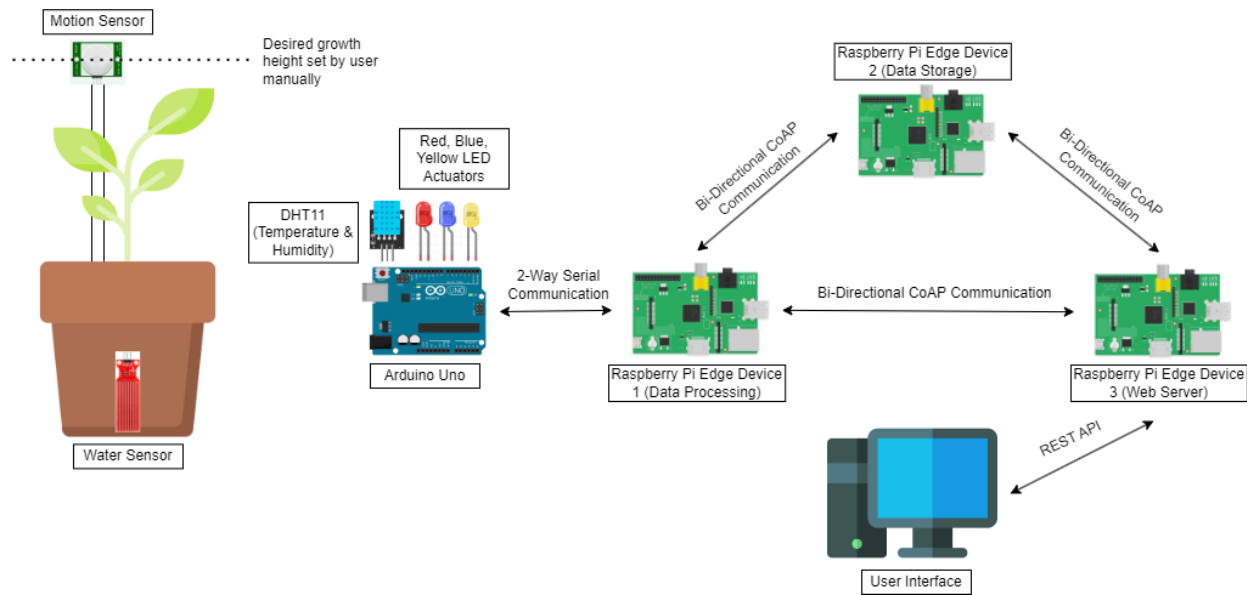 Motion Sensor
Desired growth
height set by user
manually
Red, Blue,
Yellow LED
Actuators
DHT11
(Temperature &
Humidity)
2-Way Serial
Communication
UNO
Arduino Uno
Water Sensor
Raspberry Pi Edge Device
2 (Data Storage)
Bi-Directional CoAP
Communication
Bi-Directional CoAP
Communication
Bi-Directional CoAP Communication
Raspberry Pi Edge Device
1 (Data Processing)
Raspberry Pi Edge Device
3 (Web Server)
REST API
User Interface